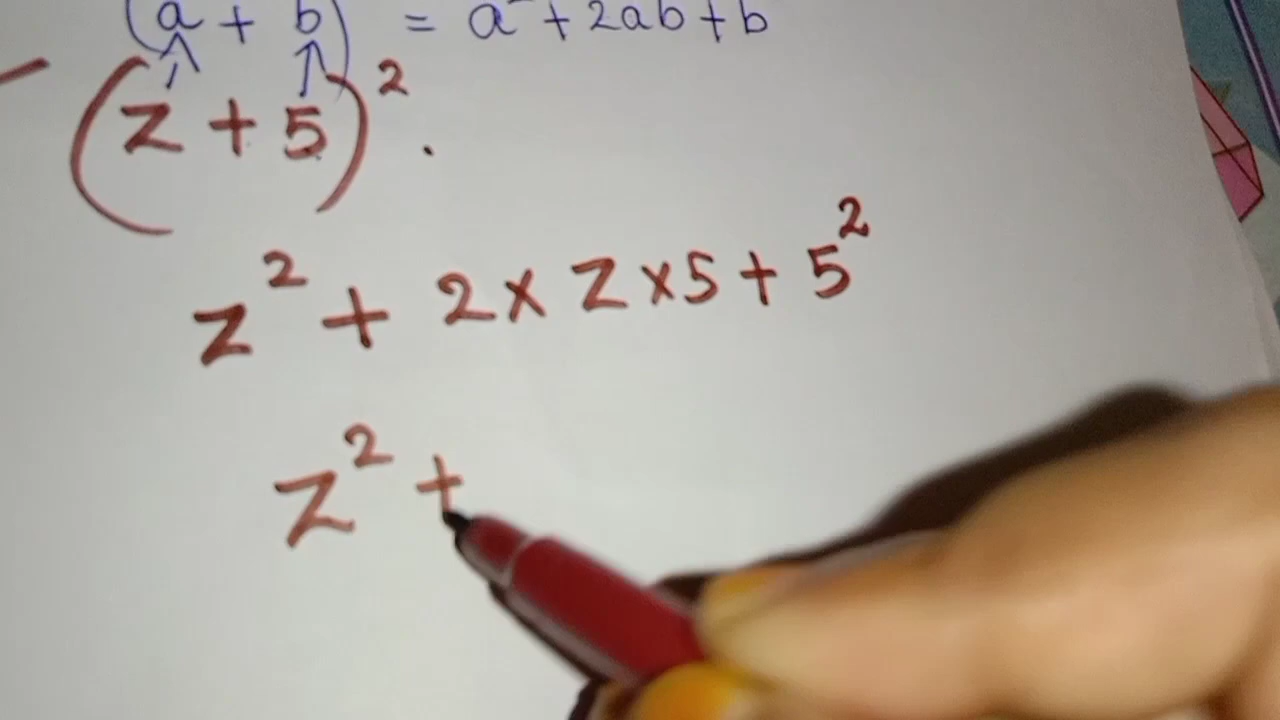 (a + b) = a + 2ab + b
(z + 5)² .
z² + 2 × z × 5 + 5²
z² +